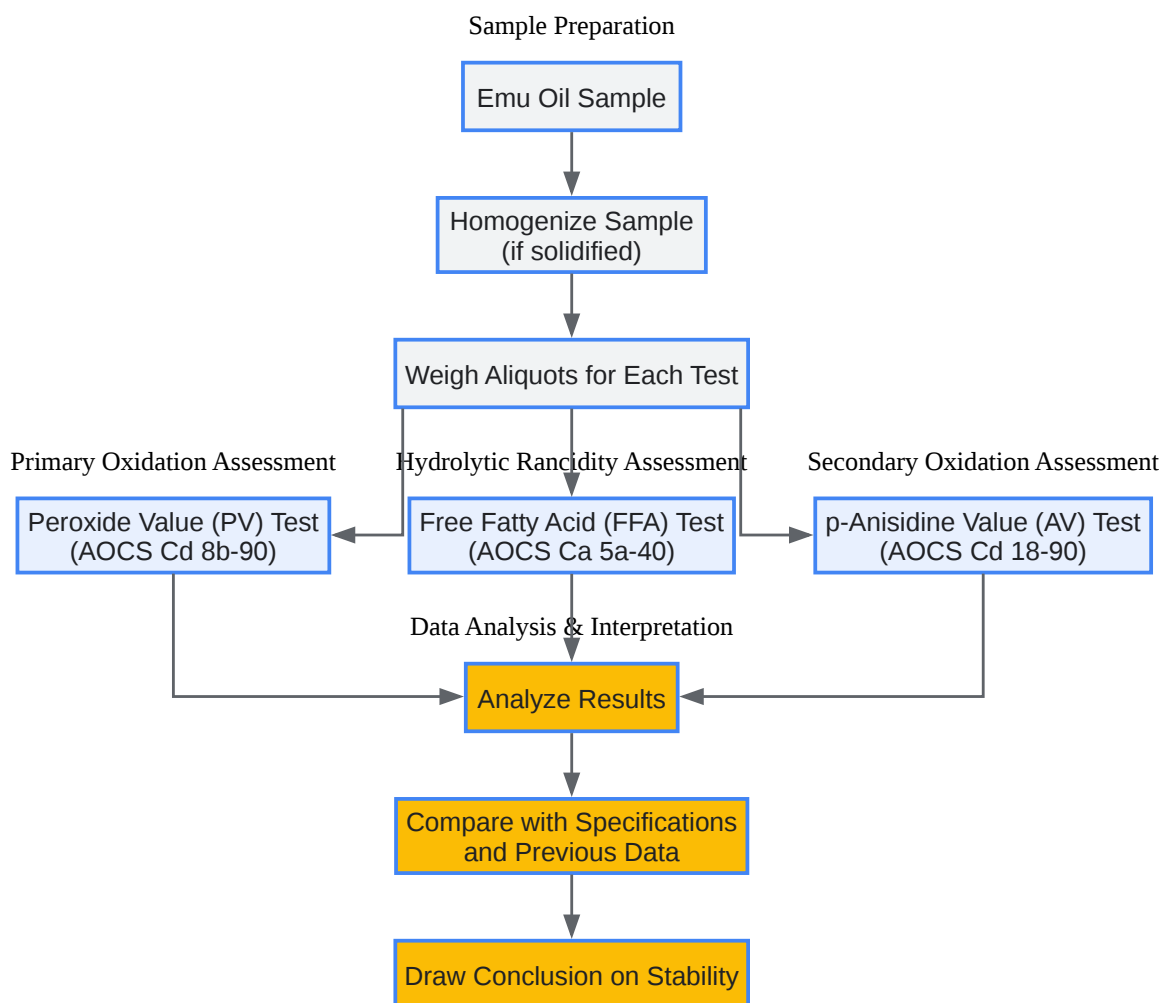 Sample Preparation
Emu Oil Sample
Homogenize Sample
(if solidified)
Weigh Aliquots for Each Test
Primary Oxidation Assessment
Hydrolytic Rancidity Assessment
Secondary Oxidation Assessment
Peroxide Value (PV) Test
(AOCS Cd 8b-90)
Free Fatty Acid (FFA) Test
(AOCS Ca 5a-40)
p-Anisidine Value (AV) Test
(AOCS Cd 18-90)
Data Analysis & Interpretation
Analyze Results
Compare with Specifications
and Previous Data
Draw Conclusion on Stability